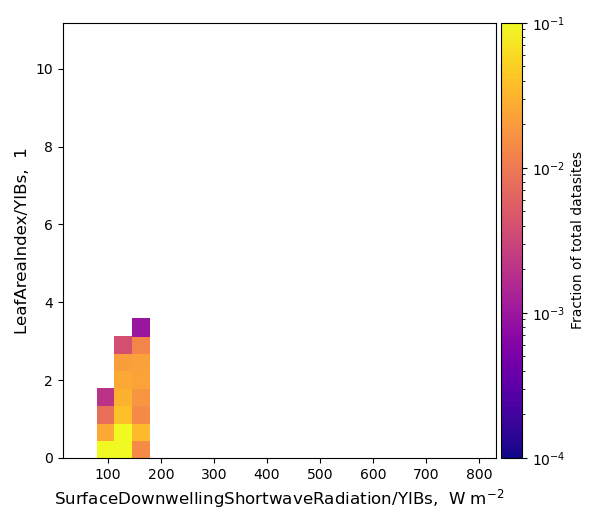 10
8
6
4
2
0
LeafAreaIndex/YIBs,  1
100 200 300 400 500 600 700 800
SurfaceDownwellingShortwaveRadiation/YIBs,  W m⁻²
10⁻¹
10⁻²
10⁻³
10⁻⁴
Fraction of total datasites